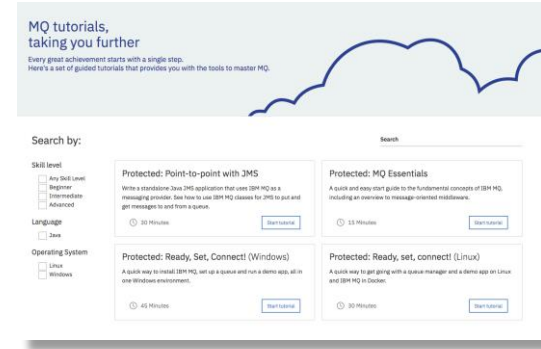 MQ tutorials,
taking you further
Every great achievement starts with a single step.
Here's a set of guided tutorials that provides you with the tools to master MQ.
Search by:
Search
Skill level
Any Skill Level
Beginner
Intermediate
Advanced
Language
Java
Operating System
Linux
Windows
Protected: Point-to-point with JMS
Write a standalone Java JMS application that uses IBM MQ as a
messaging provider. See how to use IBM MQ classes for JMS to put and
get messages to and from a queue.
30 Minutes
Start tutorial
Protected: MQ Essentials
A quick and easy start guide to the fundamental concepts of IBM MQ,
including an overview to message-oriented middleware.
15 Minutes
Start tutorial
Protected: Ready, Set, Connect! (Windows)
A quick way to install IBM MQ, set up a queue and run a demo app, all in
one Windows environment.
45 Minutes
Start tutorial
Protected: Ready, set, connect! (Linux)
A quick way to get going with a queue manager and a demo app on Linux
and IBM MQ in Docker.
30 Minutes
Start tutorial